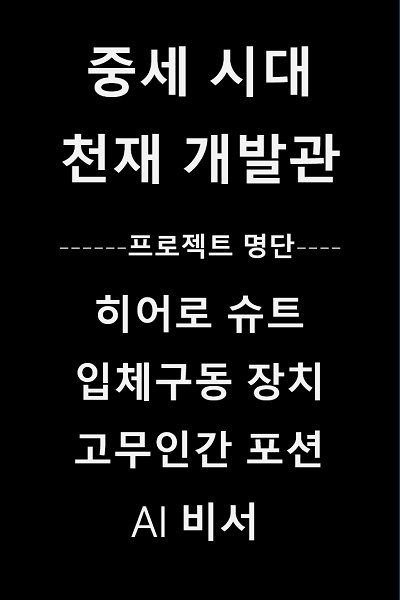 중세 시대
천재 개발관
------프로젝트 명단----
히어로 슈트
입체구동 장치
고무인간 포션
AI 비서